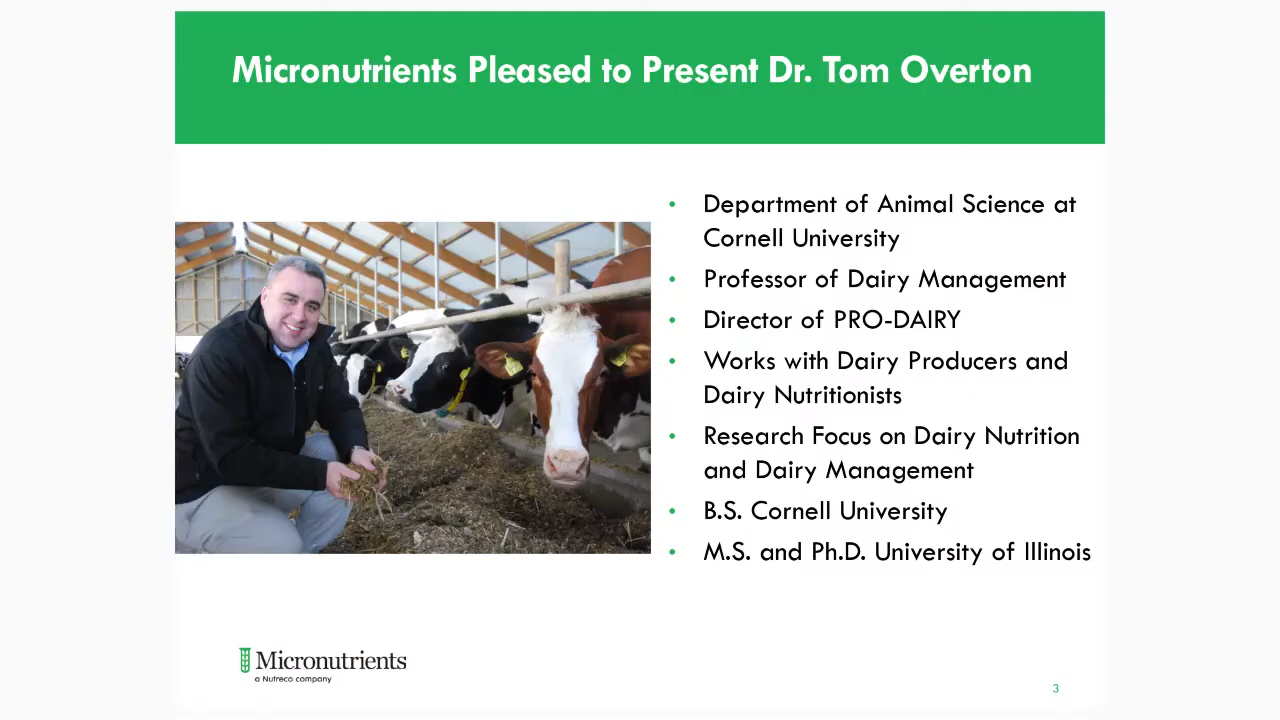 Micronutrients Pleased to Present Dr. Tom Overton
• Department of Animal Science at
Cornell University
• Professor of Dairy Management
• Director of PRO-DAIRY
• Works with Dairy Producers and
Dairy Nutritionists
• Research Focus on Dairy Nutrition
and Dairy Management
• B.S. Cornell University
• M.S. and Ph.D. University of Illinois
Micronutrients
a Nutreco company
3